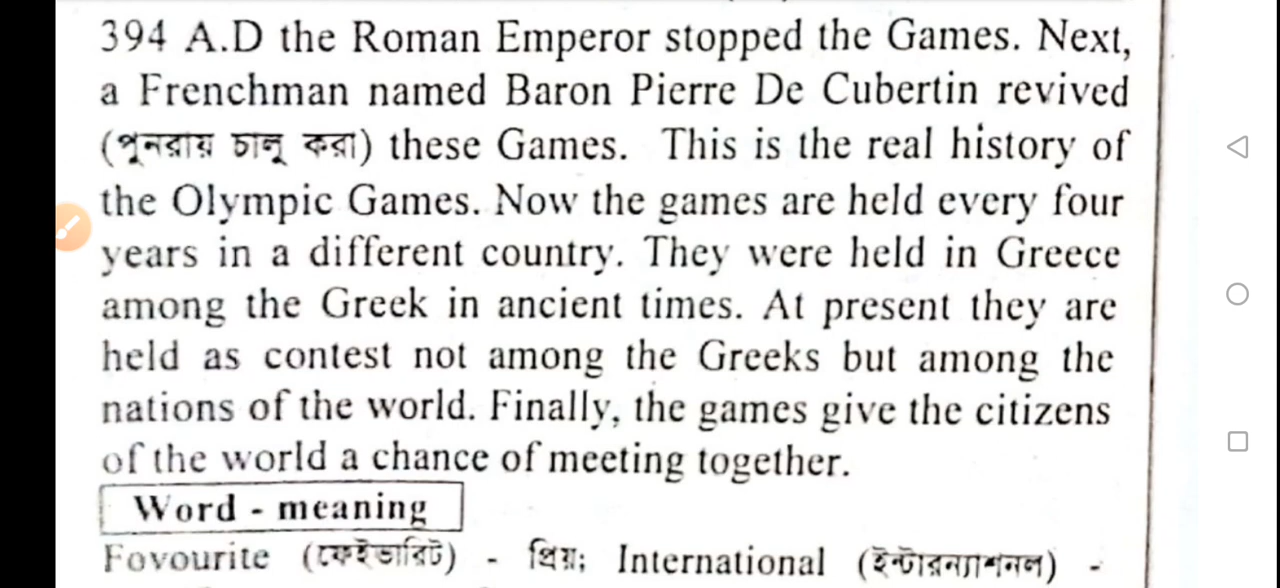 394 A.D the Roman Emperor stopped the Games. Next,
a Frenchman named Baron Pierre De Cubertin revived
(পূনরায় চালু করা) these Games. This is the real history of
the Olympic Games. Now the games are held every four
years in a different country. They were held in Greece
among the Greek in ancient times. At present they are
held as contest not among the Greeks but among the
nations of the world. Finally, the games give the citizens
of the world a chance of meeting together.
Word - meaning
Fovourite (ফেইভারিট) - প্রিয়; International (ইন্টারন্যাশনল) -